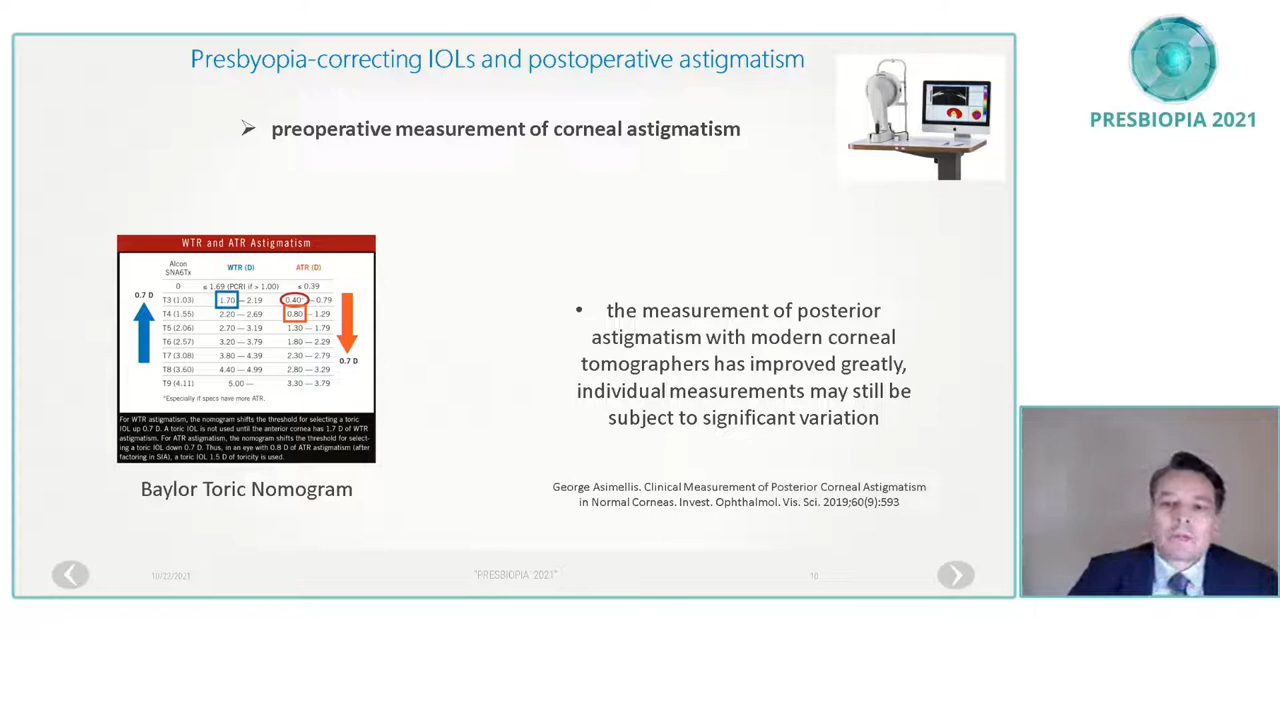 Presbyopia-correcting IOLs and postoperative astigmatism
PRESBIOPIA 2021
➢ preoperative measurement of corneal astigmatism
WTR and ATR Astigmatism
Alcon SNA6Tx WTR (D) ATR (D)
0 ≤ 1.69 (PCRI if > 1.00) ≤ 0.39
T3 (1.03) 1.70 – 2.19 0.40* – 0.79
T4 (1.55) 2.20 – 2.69 0.80 – 1.29
T5 (2.06) 2.70 – 3.19 1.30 – 1.79
T6 (2.57) 3.20 – 3.79 1.80 – 2.29
T7 (3.08) 3.80 – 4.39 2.30 – 2.79
T8 (3.60) 4.40 – 4.99 2.80 – 3.29
T9 (4.11) 5.00 – 3.30 – 3.79
0.7 D
0.7 D
*Especially if specs have more ATR.
For WTR astigmatism, the nomogram shifts the threshold for selecting a toric
IOL up 0.7 D. A toric IOL is not used until the anterior cornea has 1.7 D of WTR
astigmatism. For ATR astigmatism, the nomogram shifts the threshold for select-
ing a toric IOL down 0.7 D. Thus, in an eye with 0.8 D of ATR astigmatism (after
factoring in SIA), a toric IOL 1.5 D of toricity is used.
Baylor Toric Nomogram
• the measurement of posterior
astigmatism with modern corneal
tomographers has improved greatly,
individual measurements may still be
subject to significant variation
George Asimellis. Clinical Measurement of Posterior Corneal Astigmatism
in Normal Corneas. Invest. Ophthalmol. Vis. Sci. 2019;60(9):593
10/22/2021
"PRESBIOPIA 2021"
10